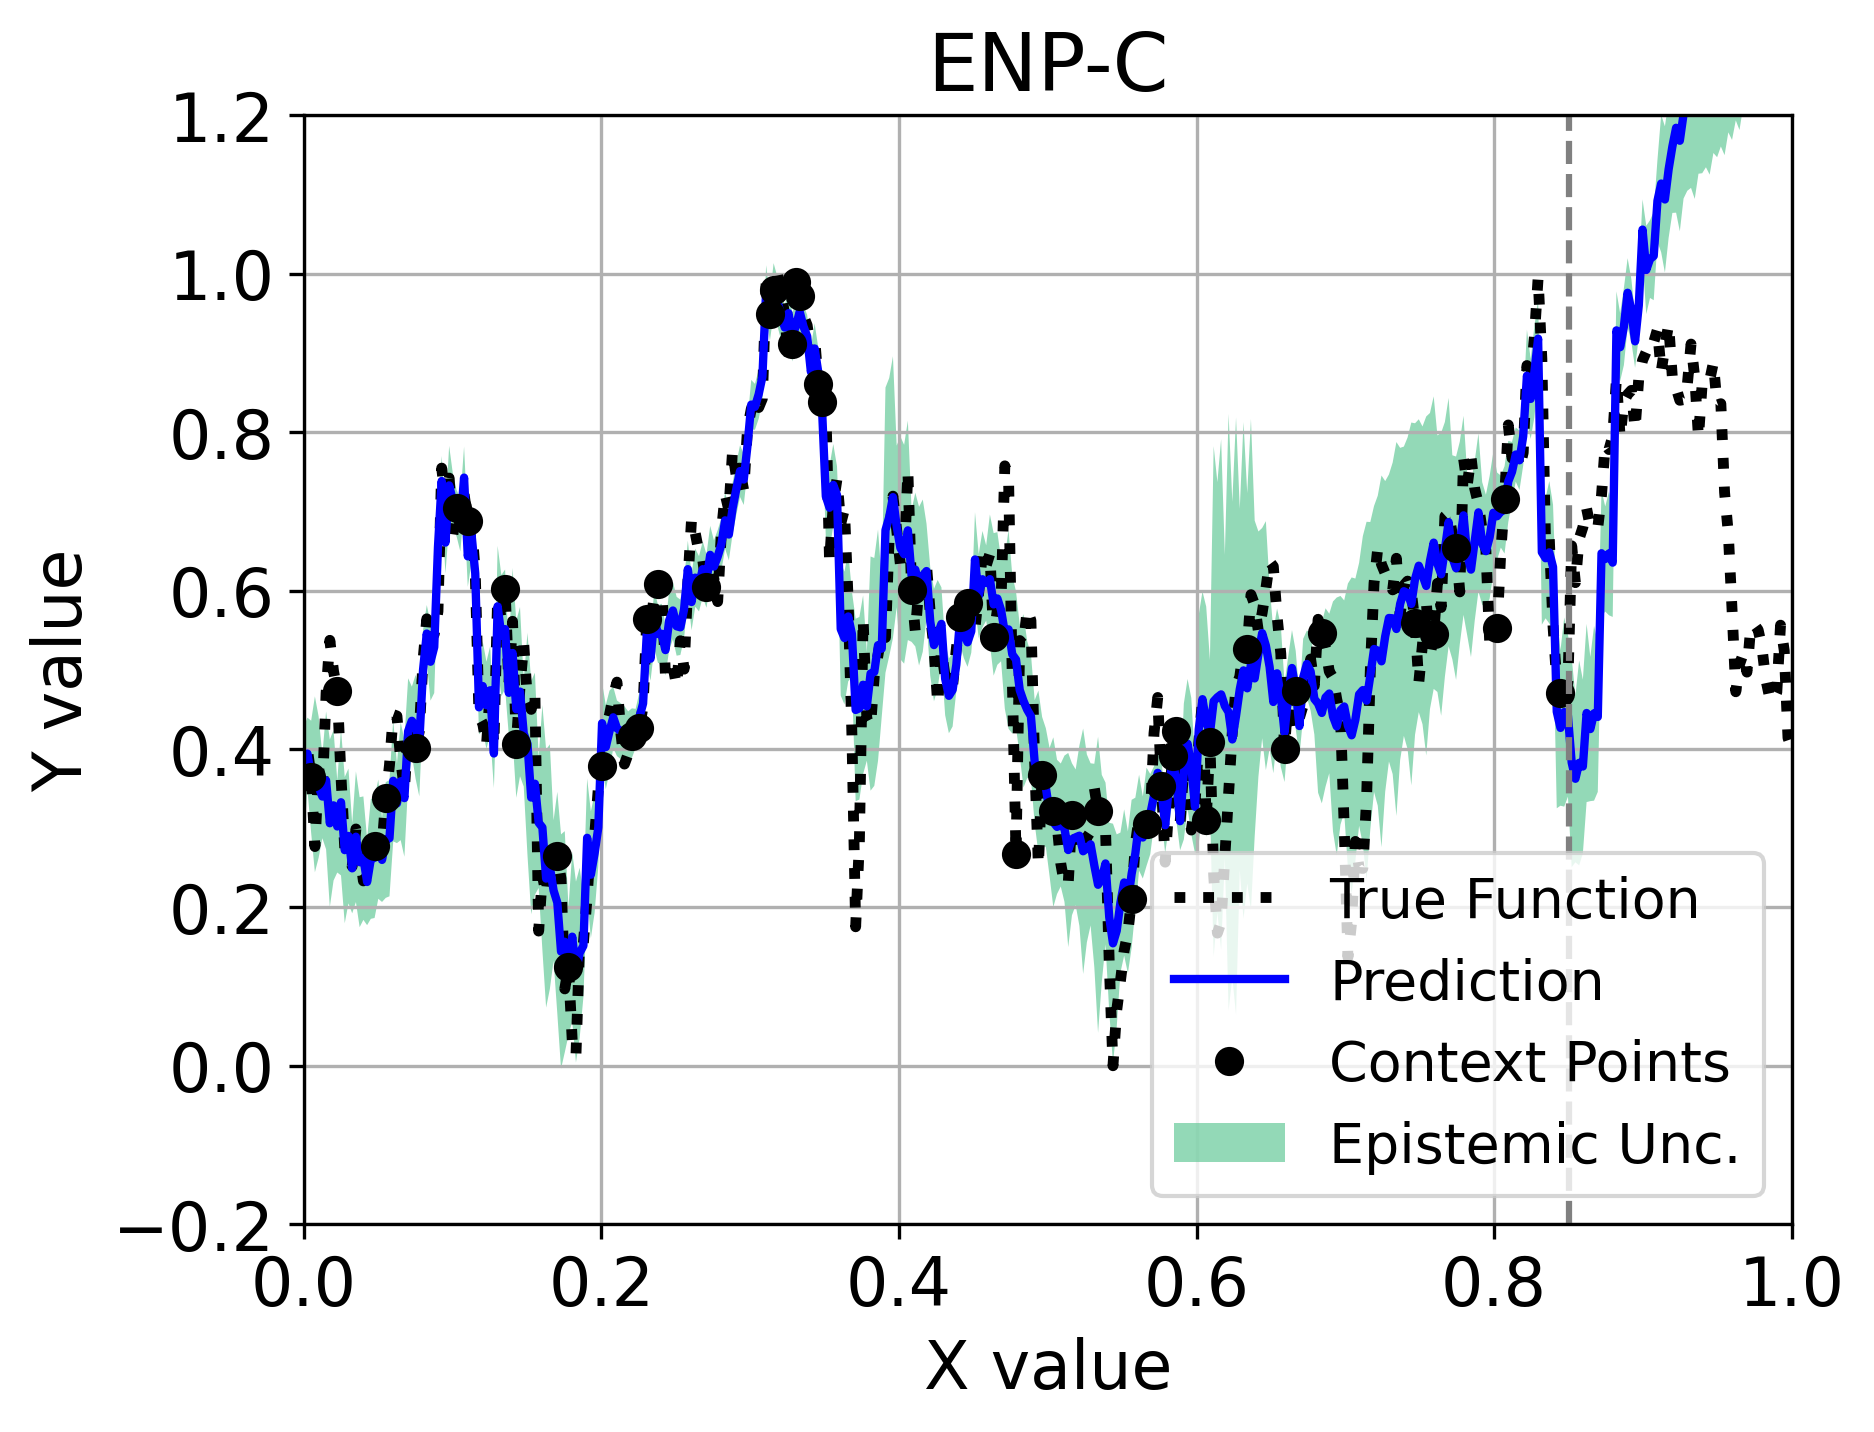 ENP-C
1.2
1.0
0.8
0.6
0.4
0.2
0.0
−0.2
Y value
True Function
Prediction
Context Points
Epistemic Unc.
0.0 0.2 0.4 0.6 0.8 1.0
X value